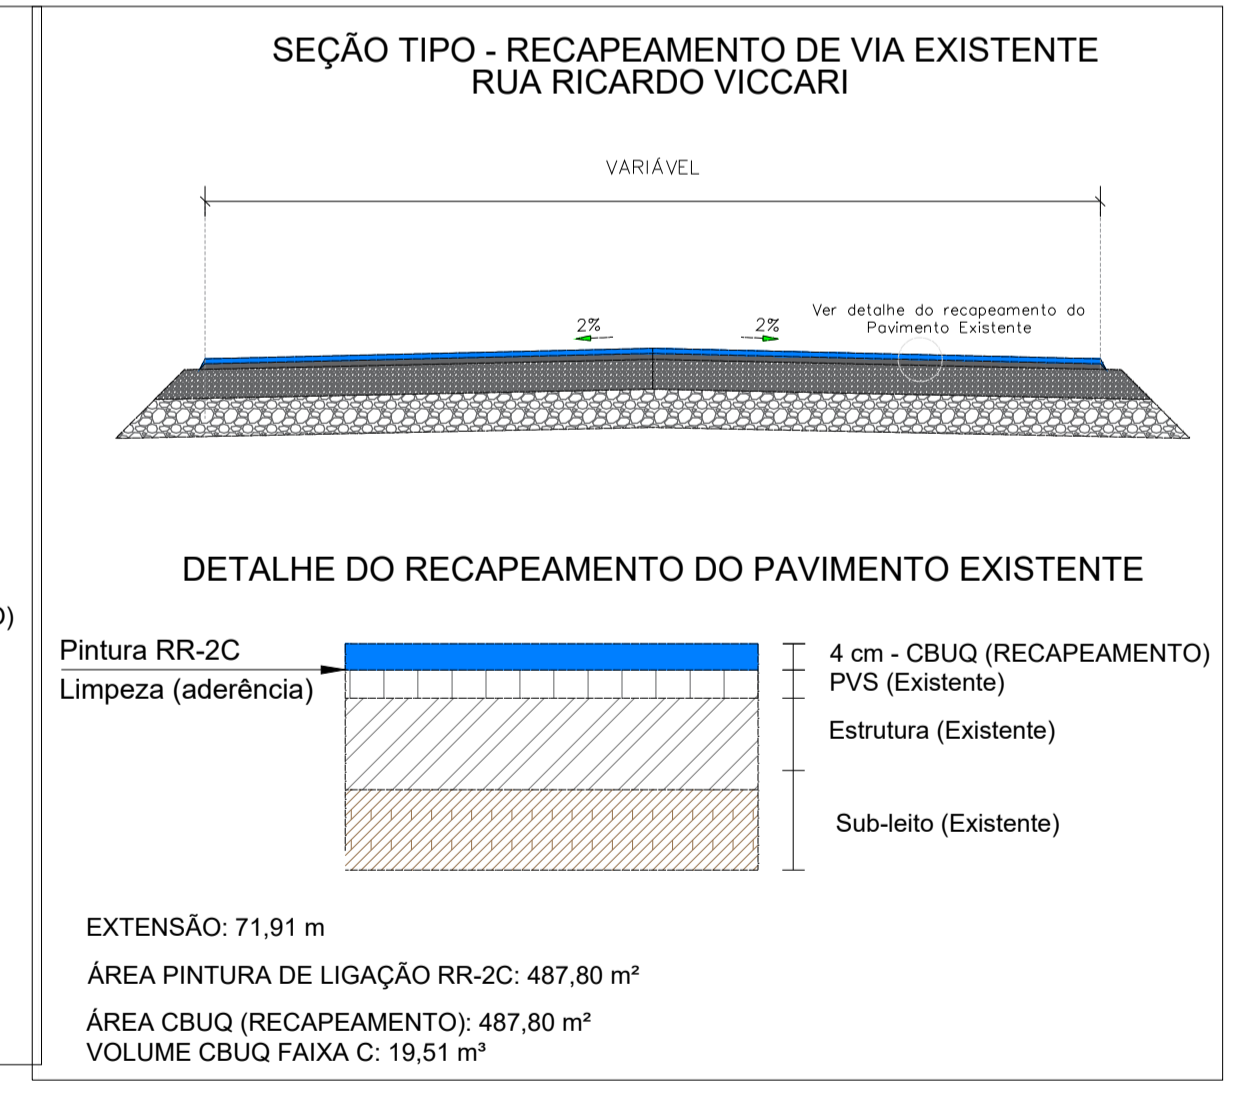 SEÇÃO TIPO - RECAPEAMENTO DE VIA EXISTENTE
RUA RICARDO VICCARI
VARIÁVEL
2%
2%
Ver detalhe do recapeamento do
Pavimento Existente
DETALHE DO RECAPEAMENTO DO PAVIMENTO EXISTENTE
)
Pintura RR-2C
Limpeza (aderência)
4 cm - CBUQ (RECAPEAMENTO)
PVS (Existente)
Estrutura (Existente)
Sub-leito (Existente)
EXTENSÃO: 71,91 m
ÁREA PINTURA DE LIGAÇÃO RR-2C: 487,80 m²
ÁREA CBUQ (RECAPEAMENTO): 487,80 m²
VOLUME CBUQ FAIXA C: 19,51 m³